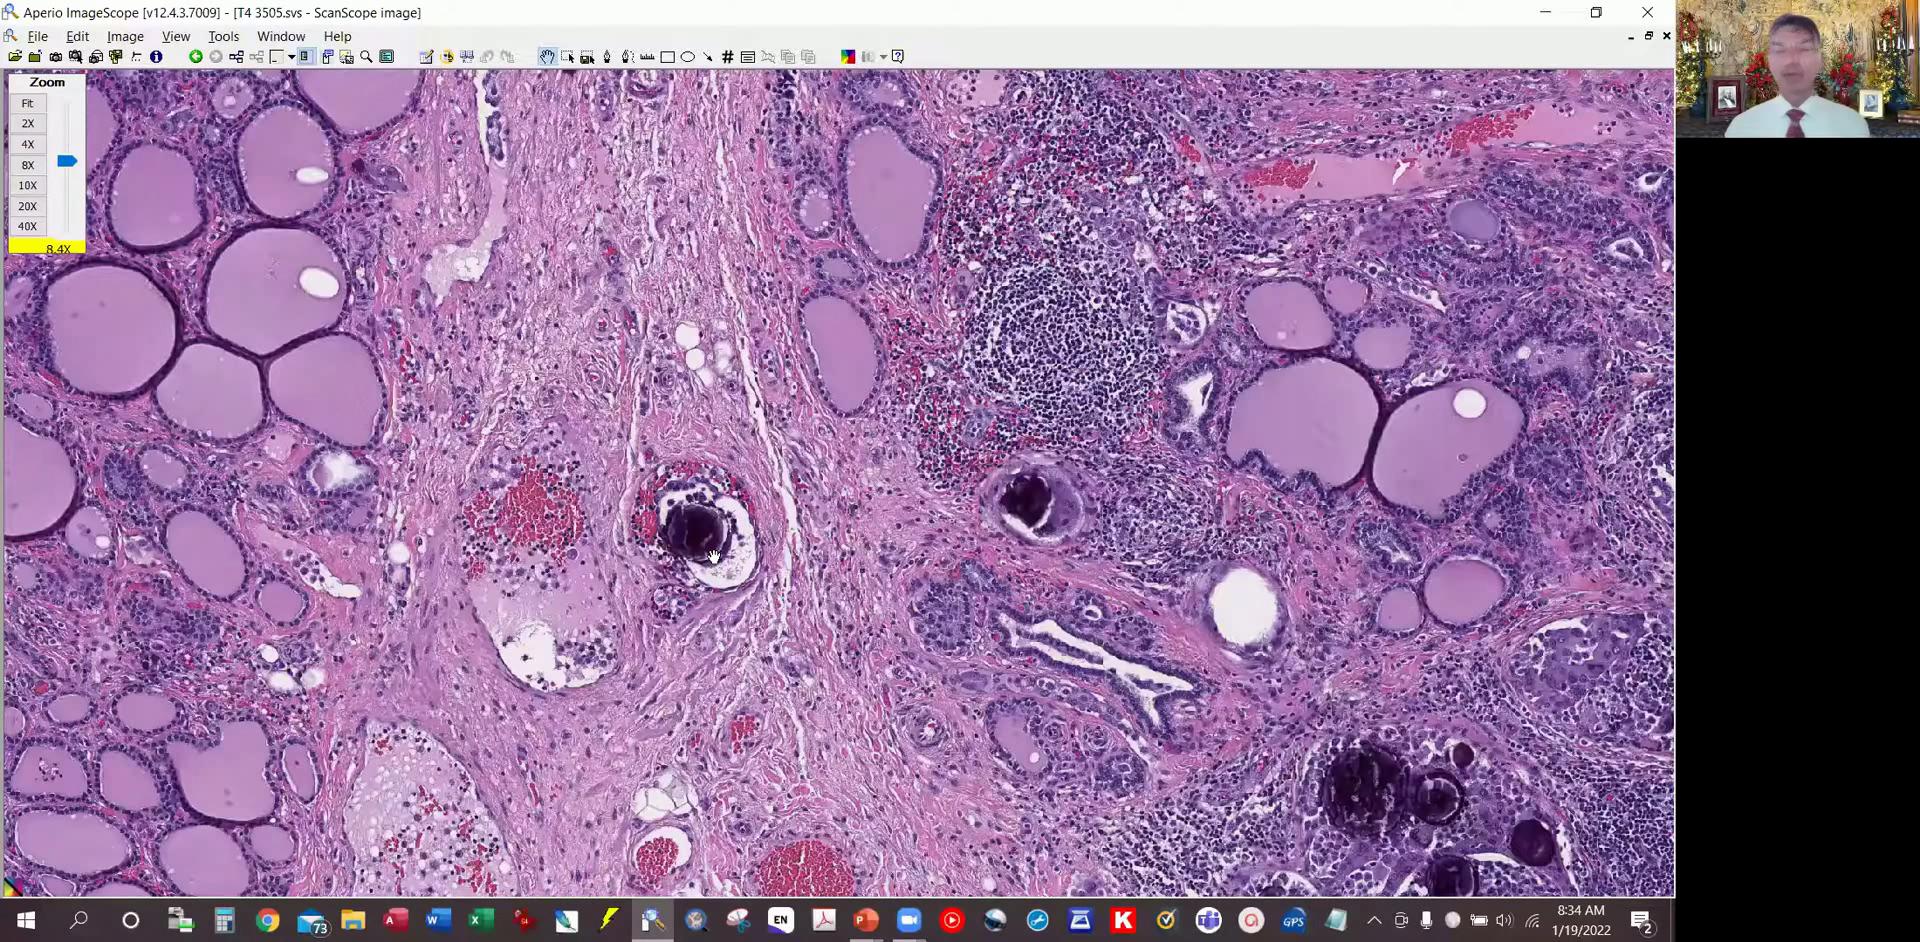 Aperio ImageScope [v12.4.3.7009] - [T4 3505.svs - ScanScope image]
File Edit Image View Tools Window Help
Zoom
Fit
2X
4X
8X
10X
20X
40X
8.4X
73
EN
GPS
8:34 AM
1/19/2022
2